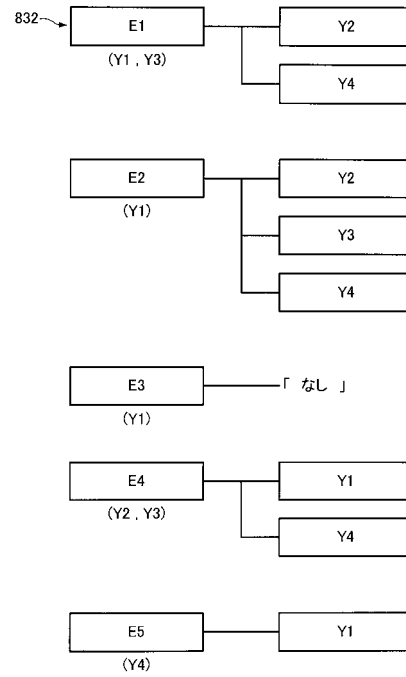 832
E1 Y2
(Y1 , Y3)
Y4
E2 Y2
(Y1)
Y3
Y4
E3 「 なし 」
(Y1)
E4 Y1
(Y2 , Y3)
Y4
E5 Y1
(Y4)